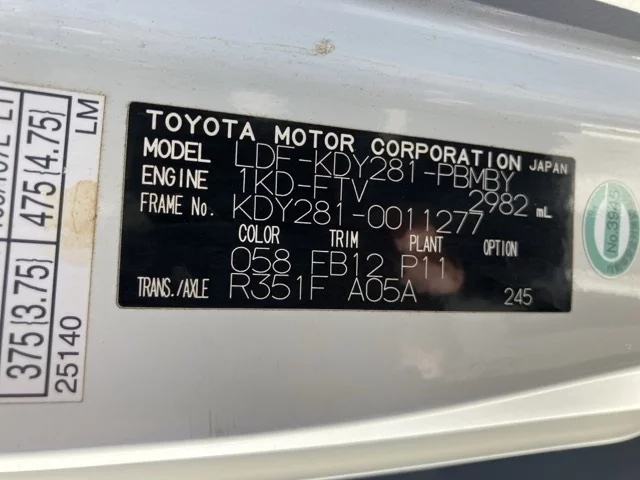 TOYOTA MOTOR CORPORATION JAPAN
MODEL LDF-KDY281-PBMBY
ENGINE 1KD-FTV 2982 mL
FRAME No. KDY281-0011277
COLOR TRIM PLANT OPTION
058 FB12 P11
TRANS./AXLE R351F A05A 245
375{3.75} 475{4.75}
25140 LM